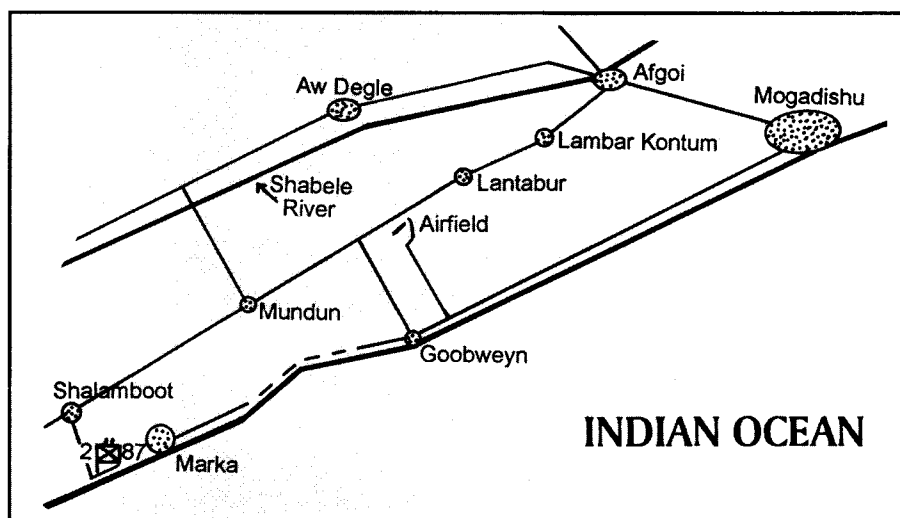 Afgoi
Aw Degle
Mogadishu
Lambar Kontum
Shabele
River
Lantabur
Airfield
Mundun
Goobweyn
Shalamboot
2 87
Marka
INDIAN OCEAN